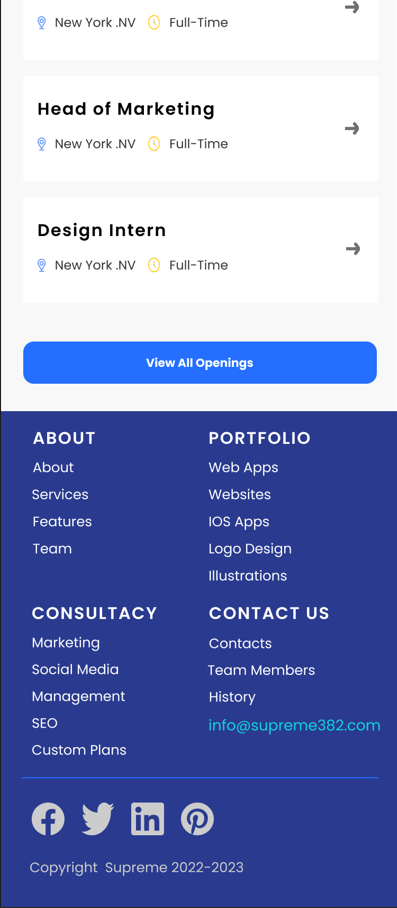 New York .NV Full-Time
Head of Marketing
New York .NV Full-Time
Design Intern
New York .NV Full-Time
View All Openings
ABOUT
About
Services
Features
Team
PORTFOLIO
Web Apps
Websites
IOS Apps
Logo Design
Illustrations
CONSULTACY
Marketing
Social Media
Management
SEO
Custom Plans
CONTACT US
Contacts
Team Members
History
info@supreme382.com
Copyright Supreme 2022-2023